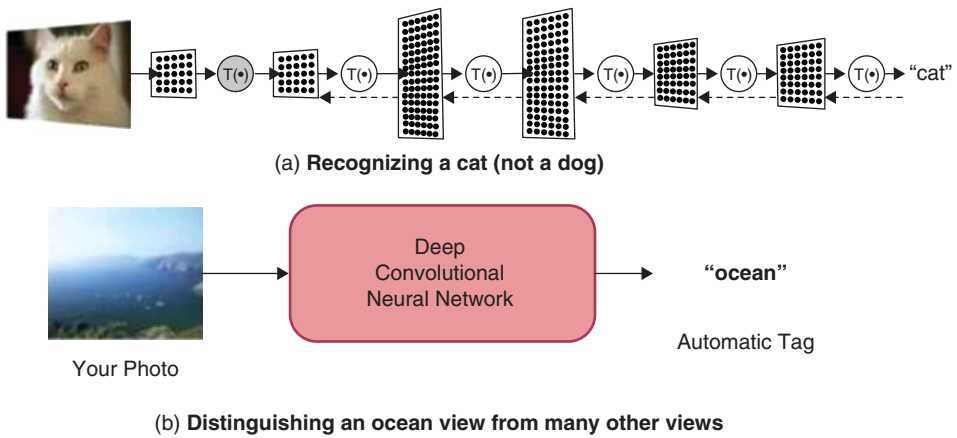 T(•) T(•) T(•) T(•) T(•) T(•) “cat”
(a) Recognizing a cat (not a dog)
Deep
Convolutional
Neural Network
“ocean”
Your Photo
Automatic Tag
(b) Distinguishing an ocean view from many other views